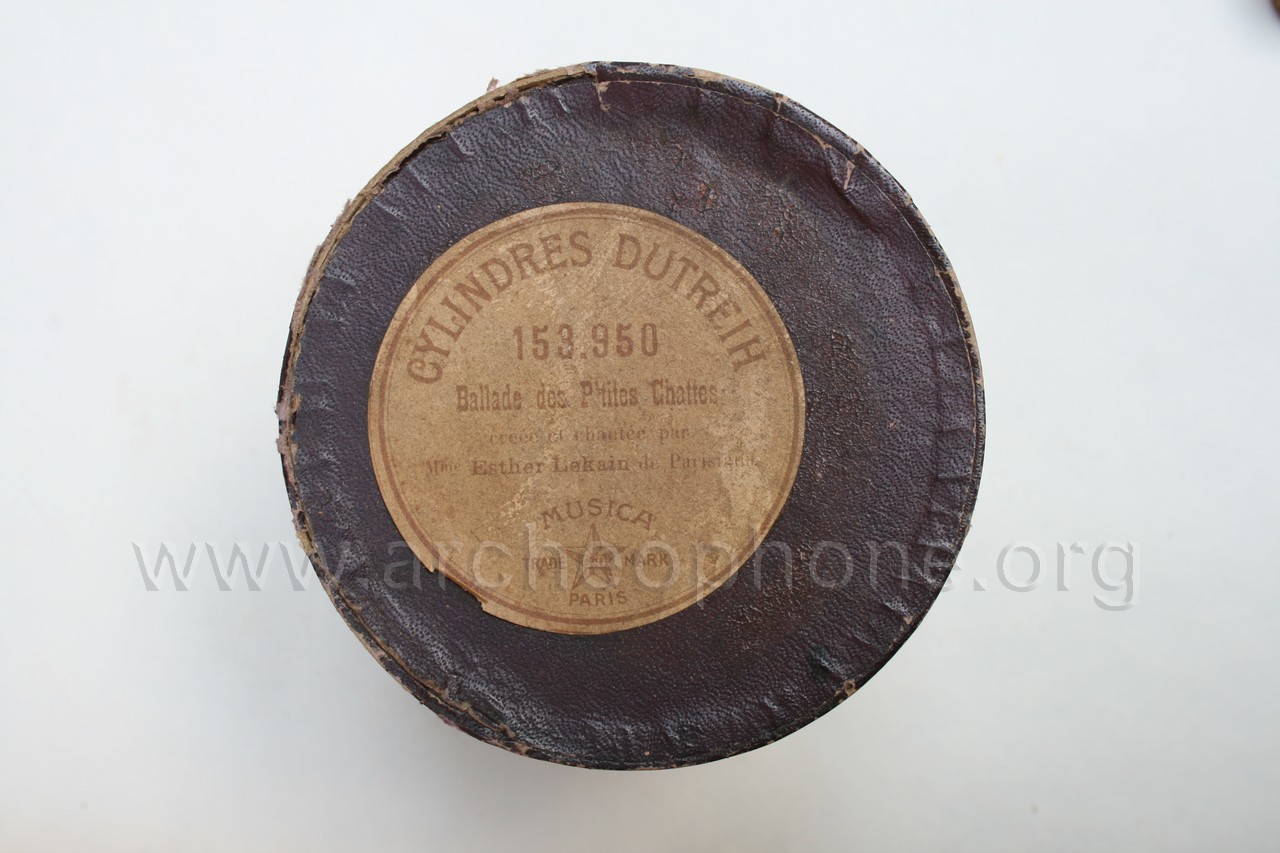 CYLINDRES DUTREIH
153.950
Ballade des P'tites Chattes
créée et chantée par
Mme Esther Lekain de Parisiana
MUSICA
TRADE MARK
PARIS
www.archeophone.org